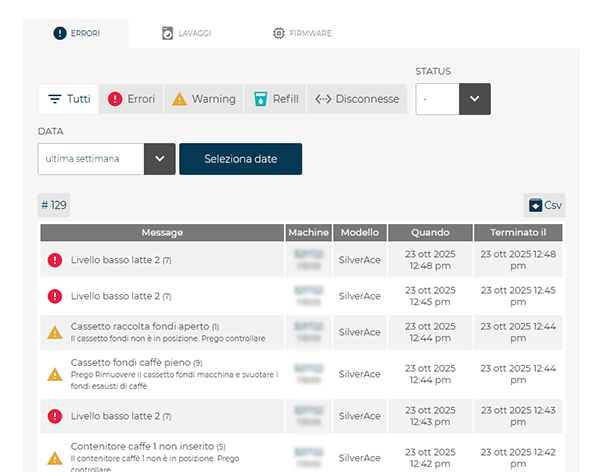 ERRORI LAVAGGI FIRMWARE
STATUS
Tutti Errori Warning Refill Disconnesse -
DATA
ultima settimana Seleziona date
# 129 Csv
Message Machine Modello Quando Terminato il
Livello basso latte 2 (7) SilverAce 23 ott 2025 23 ott 2025 12:48
12:48 pm pm
Livello basso latte 2 (7) SilverAce 23 ott 2025 23 ott 2025 12:45
12:45 pm pm
Cassetto raccolta fondi aperto (1) SilverAce 23 ott 2025 23 ott 2025 12:44
Il cassetto fondi non è in posizione. Prego controllare 12:44 pm pm
Cassetto fondi caffè pieno (9) SilverAce 23 ott 2025 23 ott 2025 12:44
Prego Rimuovere il cassetto fondi macchina e svuotare i 12:44 pm pm
fondi esausti di caffè
Livello basso latte 2 (7) SilverAce 23 ott 2025 23 ott 2025 12:43
12:43 pm pm
Contenitore caffe 1 non inserito (5) SilverAce 23 ott 2025 23 ott 2025 12:42
Il contenitore caffè 1 non è in posizione. Prego 12:42 pm pm
controllare